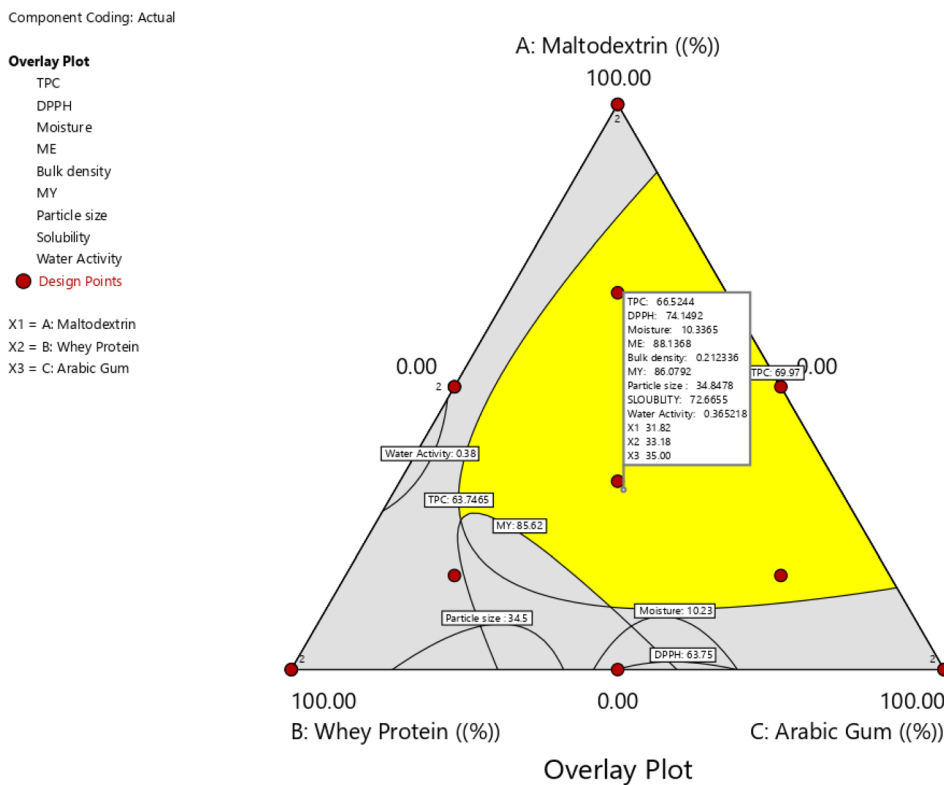 Component Coding: Actual
Overlay Plot
TPC
DPPH
Moisture
ME
Bulk density
MY
Particle size
Solubility
Water Activity
Design Points
X1 = A: Maltodextrin
X2 = B: Whey Protein
X3 = C: Arabic Gum
A: Maltodextrin ((%))
100.00
2
TPC: 66.5244
DPPH: 74.1492
Moisture: 10.3365
ME: 88.1368
Bulk density: 0.212336
MY: 86.0792
Particle size : 34.8478
SLOUBLITY: 72.6655
Water Activity: 0.365218
X1 31.82
X2 33.18
X3 35.00
0.00
2
TPC: 69.97
0.00
Water Activity: 0.38
TPC: 63.7465
MY: 85.62
Particle size : 34.5
Moisture: 10.23
DPPH: 63.75
2
2
100.00
0.00
100.00
B: Whey Protein ((%))
C: Arabic Gum ((%))
Overlay Plot